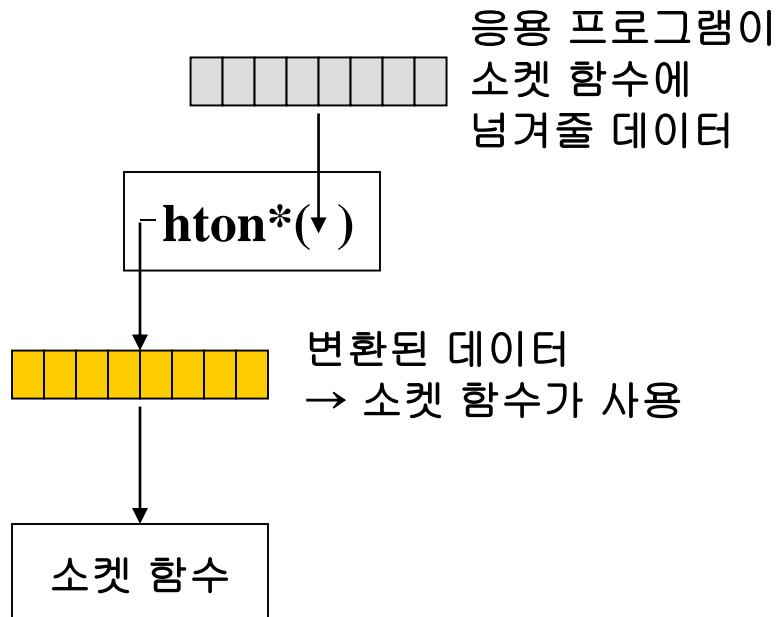 응용 프로그램이
소켓 함수에
넘겨줄 데이터
hton*( )
변환된 데이터
→ 소켓 함수가 사용
소켓 함수